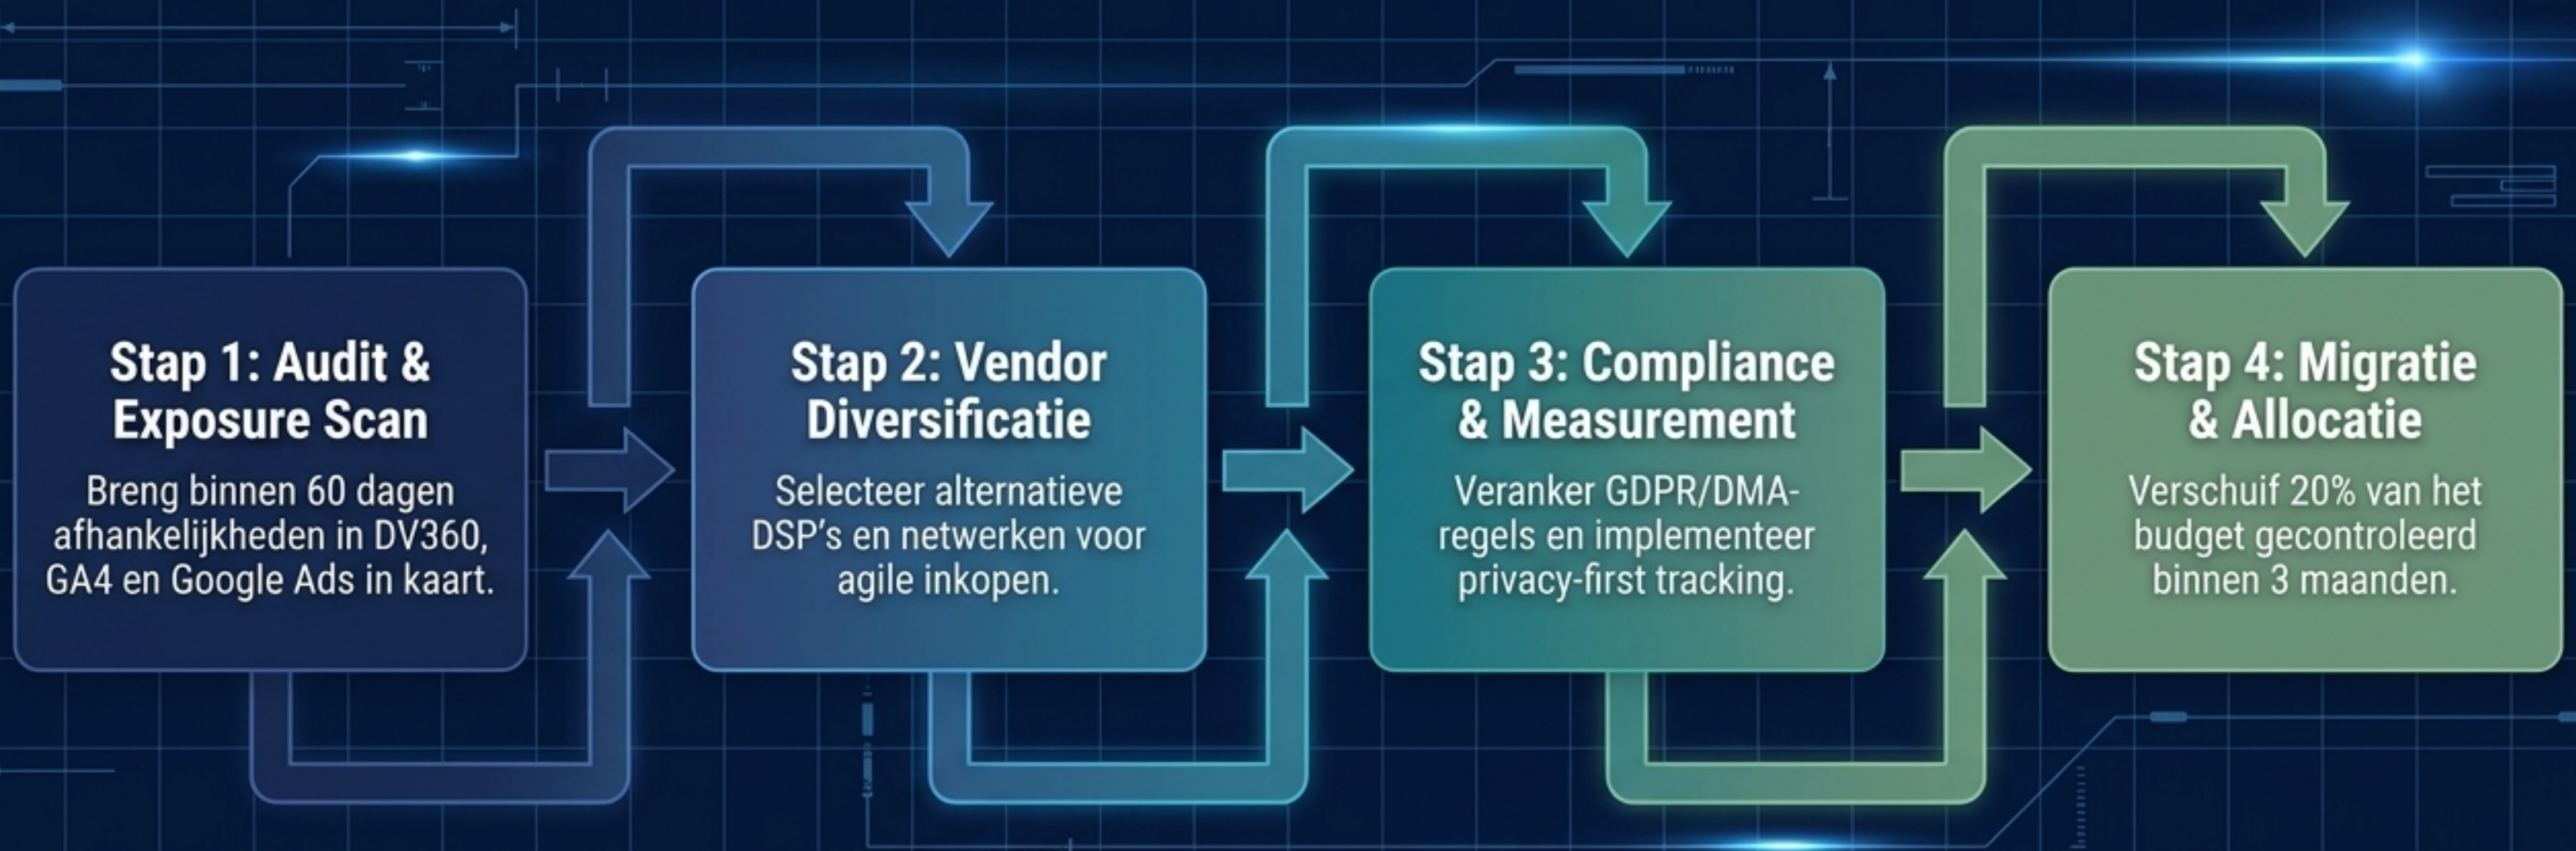 Stap 1: Audit &
Exposure Scan
Breng binnen 60 dagen
afhankelijkheden in DV360,
GA4 en Google Ads in kaart.
Stap 2: Vendor
Diversificatie
Selecteer alternatieve
DSP's en netwerken voor
agile inkopen.
Stap 3: Compliance
& Measurement
Veranker GDPR/DMA-
regels en implementeer
privacy-first tracking.
Stap 4: Migratie
& Allocatie
Verschuif 20% van het
budget gecontroleerd
binnen 3 maanden.